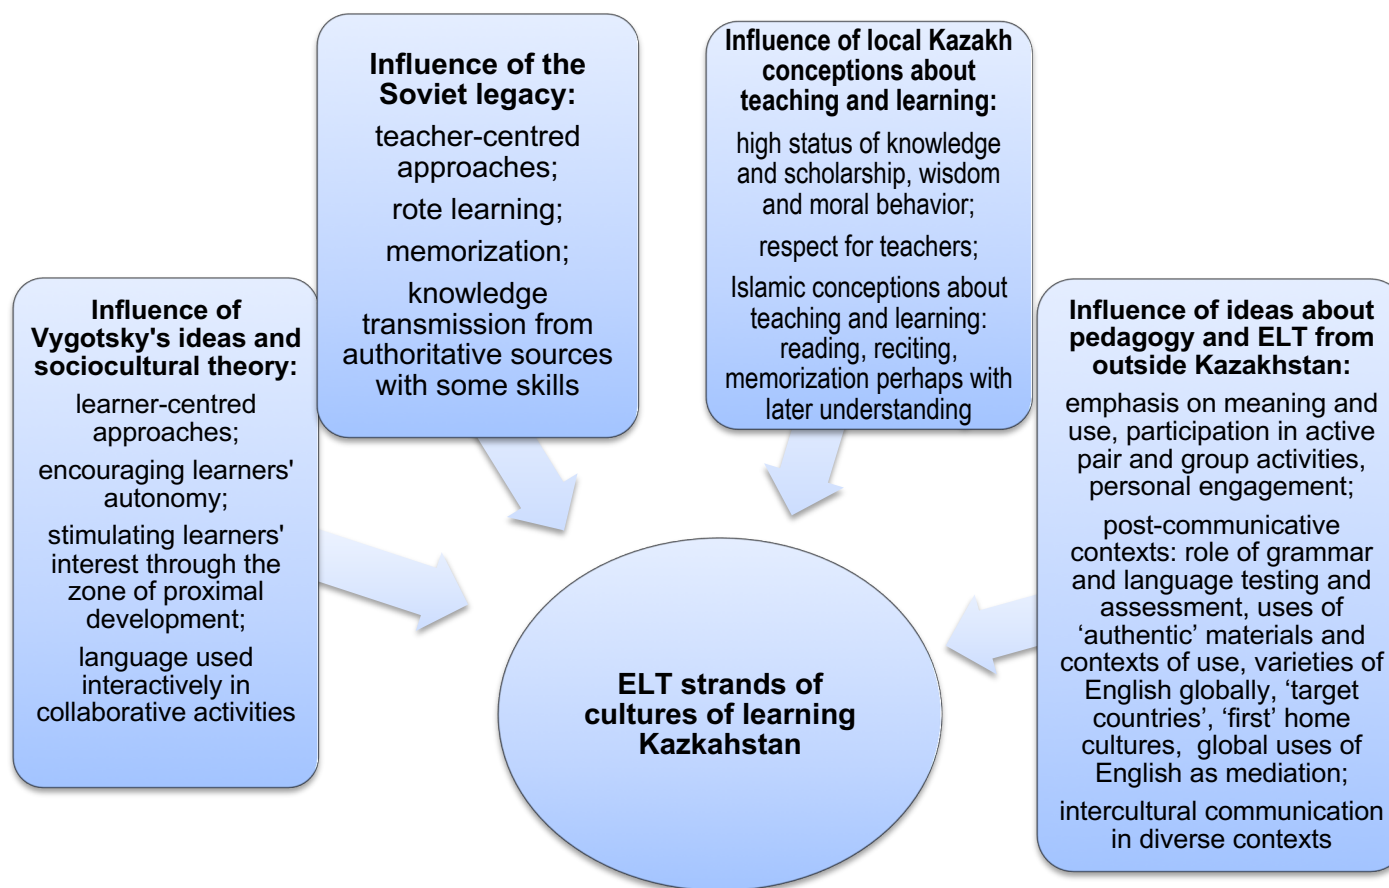 Influence of
Vygotsky's ideas and
sociocultural theory:
learner-centred
approaches;
encouraging learners'
autonomy;
stimulating learners'
interest through the
zone of proximal
development;
language used
interactively in
collaborative activities
Influence of the
Soviet legacy:
teacher-centred
approaches;
rote learning;
memorization;
knowledge
transmission from
authoritative sources
with some skills
Influence of local Kazakh
conceptions about
teaching and learning:
high status of knowledge
and scholarship, wisdom
and moral behavior;
respect for teachers;
Islamic conceptions about
teaching and learning:
reading, reciting,
memorization perhaps with
later understanding
Influence of ideas about
pedagogy and ELT from
outside Kazakhstan:
emphasis on meaning and
use, participation in active
pair and group activities,
personal engagement;
post-communicative
contexts: role of grammar
and language testing and
assessment, uses of
‘authentic’ materials and
contexts of use, varieties of
English globally, ‘target
countries’, ‘first’ home
cultures, global uses of
English as mediation;
intercultural communication
in diverse contexts
ELT strands of
cultures of learning
Kazkahstan